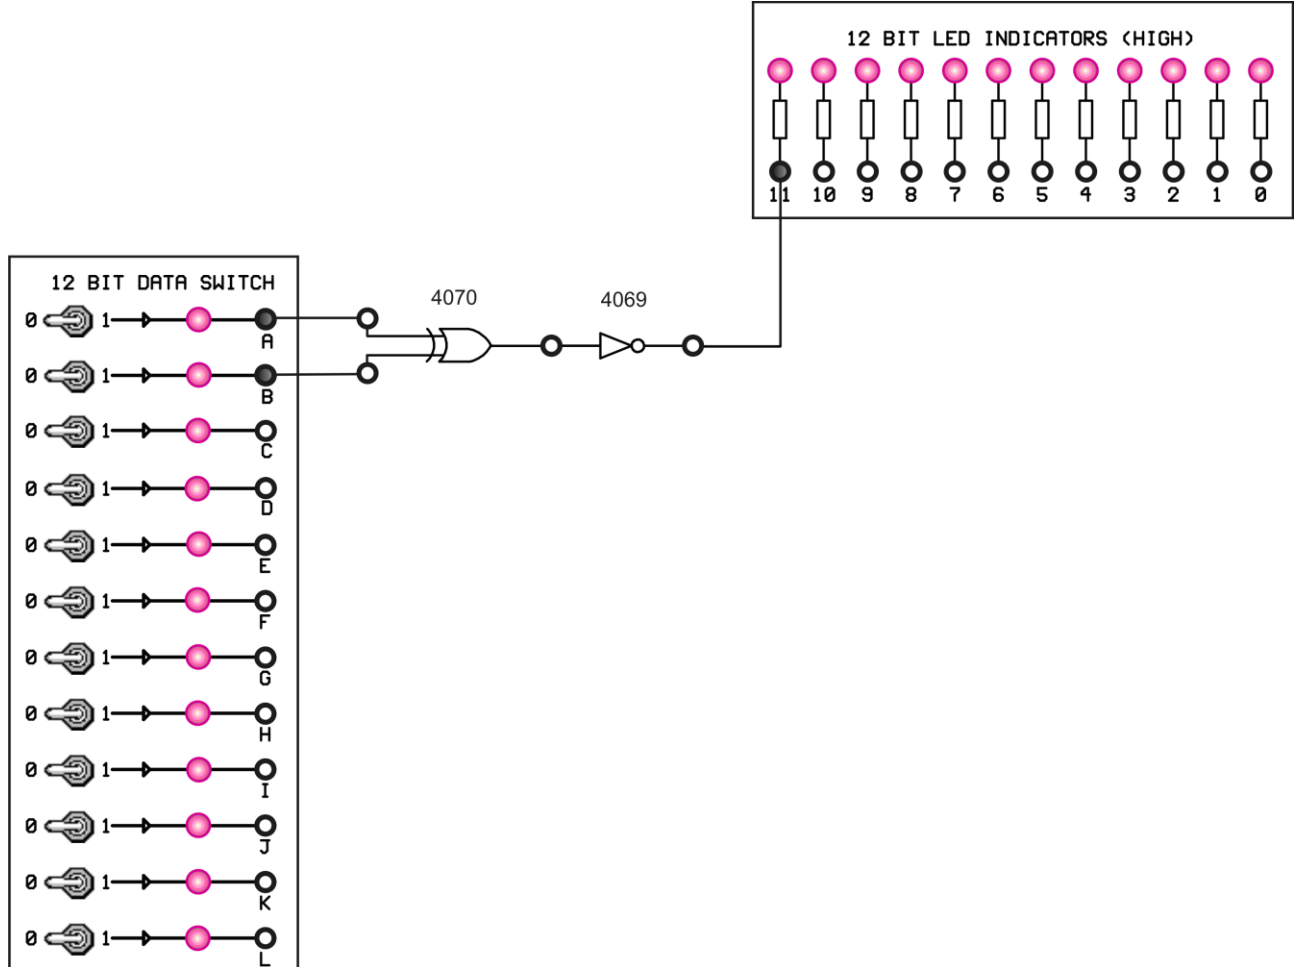 12 BIT LED INDICATORS (HIGH)
11 10 9 8 7 6 5 4 3 2 1 0
12 BIT DATA SWITCH
4070
4069
0 1 A
0 1 B
0 1 C
0 1 D
0 1 E
0 1 F
0 1 G
0 1 H
0 1 I
0 1 J
0 1 K
0 1 L